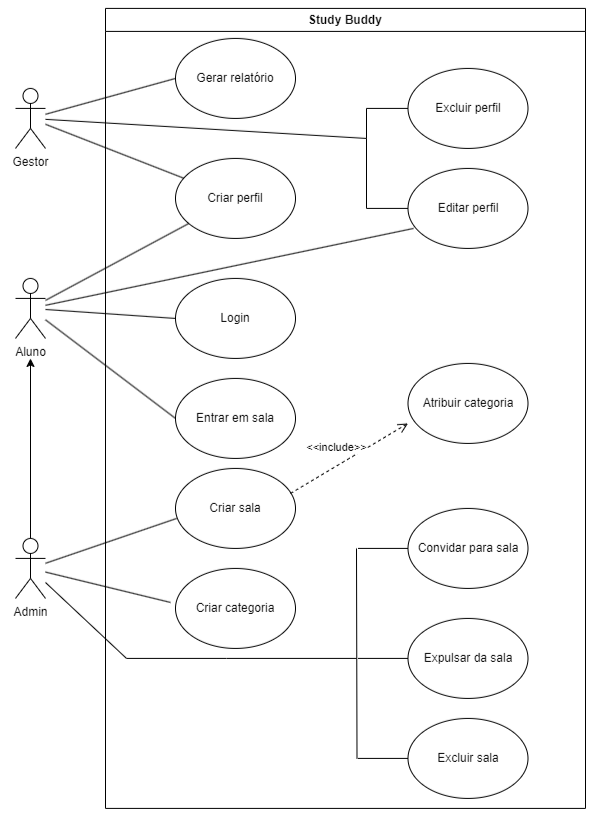 Study Buddy
Gerar relatório
Excluir perfil
Gestor
Criar perfil
Editar perfil
Login
Aluno
Entrar em sala
Atribuir categoria
<<include>>
Criar sala
Convidar para sala
Admin
Criar categoria
Expulsar da sala
Excluir sala